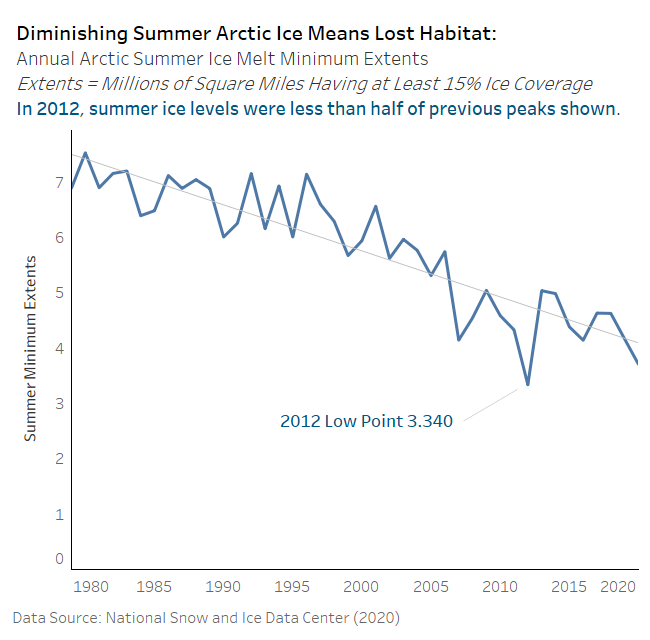 Diminishing Summer Arctic Ice Means Lost Habitat:
Annual Arctic Summer Ice Melt Minimum Extents
Extents = Millions of Square Miles Having at Least 15% Ice Coverage
In 2012, summer ice levels were less than half of previous peaks shown.
Summer Minimum Extents
7
6
5
4
3
2
1
0
2012 Low Point 3.340
1980 1985 1990 1995 2000 2005 2010 2015 2020
Data Source: National Snow and Ice Data Center (2020)